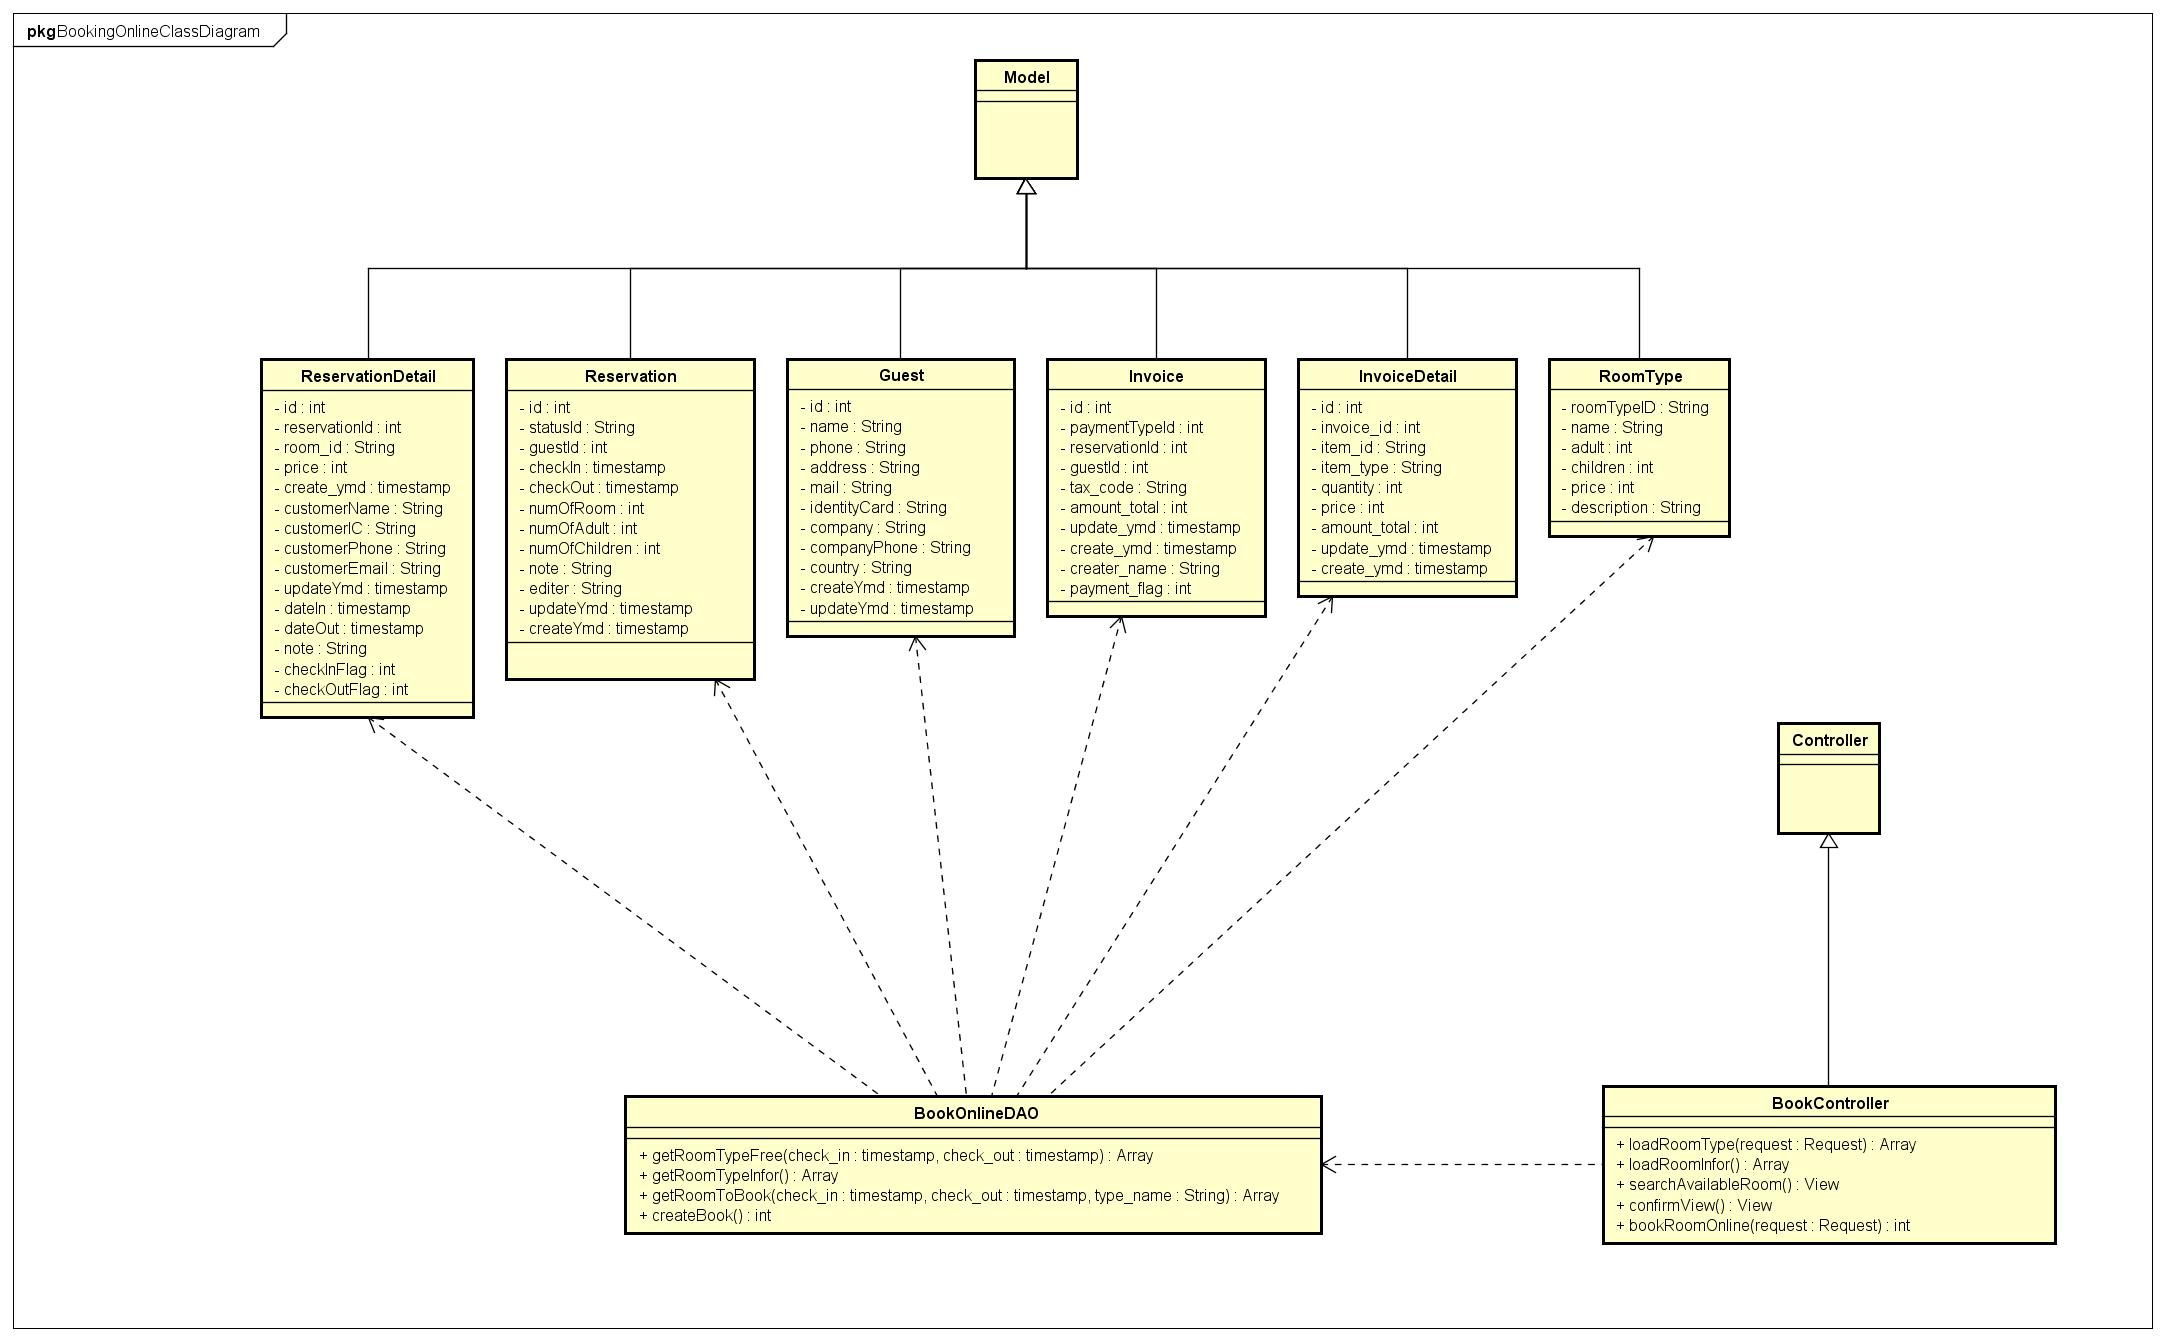 pkgBookingOnlineClassDiagram
Model
ReservationDetail
- id : int
- reservationId : int
- room_id : String
- price : int
- create_ymd : timestamp
- customerName : String
- customerIC : String
- customerPhone : String
- customerEmail : String
- updateYmd : timestamp
- dateIn : timestamp
- dateOut : timestamp
- note : String
- checkInFlag : int
- checkOutFlag : int
Reservation
- id : int
- statusId : String
- guestId : int
- checkIn : timestamp
- checkOut : timestamp
- numOfRoom : int
- numOfAdult : int
- numOfChildren : int
- note : String
- editer : String
- updateYmd : timestamp
- createYmd : timestamp
Guest
- id : int
- name : String
- phone : String
- address : String
- mail : String
- identityCard : String
- company : String
- companyPhone : String
- country : String
- createYmd : timestamp
- updateYmd : timestamp
Invoice
- id : int
- paymentTypeId : int
- reservationId : int
- guestId : int
- tax_code : String
- amount_total : int
- update_ymd : timestamp
- create_ymd : timestamp
- creater_name : String
- payment_flag : int
InvoiceDetail
- id : int
- invoice_id : int
- item_id : String
- item_type : String
- quantity : int
- price : int
- amount_total : int
- update_ymd : timestamp
- create_ymd : timestamp
RoomType
- roomTypeID : String
- name : String
- adult : int
- children : int
- price : int
- description : String
Controller
BookOnlineDAO
+ getRoomTypeFree(check_in : timestamp, check_out : timestamp) : Array
+ getRoomTypeInfor() : Array
+ getRoomToBook(check_in : timestamp, check_out : timestamp, type_name : String) : Array
+ createBook() : int
BookController
+ loadRoomType(request : Request) : Array
+ loadRoomInfor() : Array
+ searchAvailableRoom() : View
+ confirmView() : View
+ bookRoomOnline(request : Request) : int